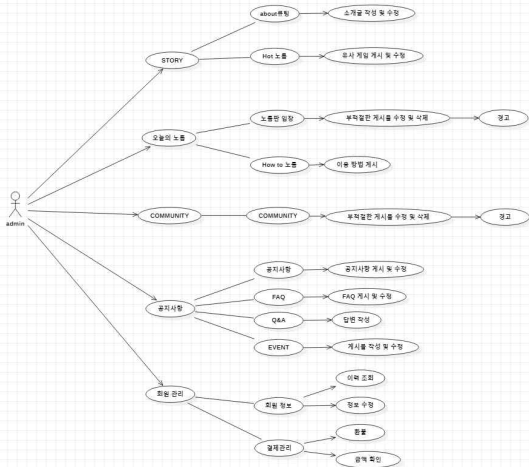 about루팅
소개글 작성 및 수정
STORY
Hot 노룸
유사 게임 게시 및 수정
오늘의 노룸
노룸만 입장
부적절한 게시물 수정 및 삭제
경고
How to 노룸
이용 방법 게시
admin
COMMUNITY
COMMUNITY
부적절한 게시물 수정 및 삭제
경고
공지사항
공지사항
공지사항 게시 및 수정
FAQ
FAQ 게시 및 수정
Q&A
답변 작성
EVENT
게시물 작성 및 수정
회원 관리
회원 정보
이력 조회
정보 수정
결제관리
환불
금액 확인